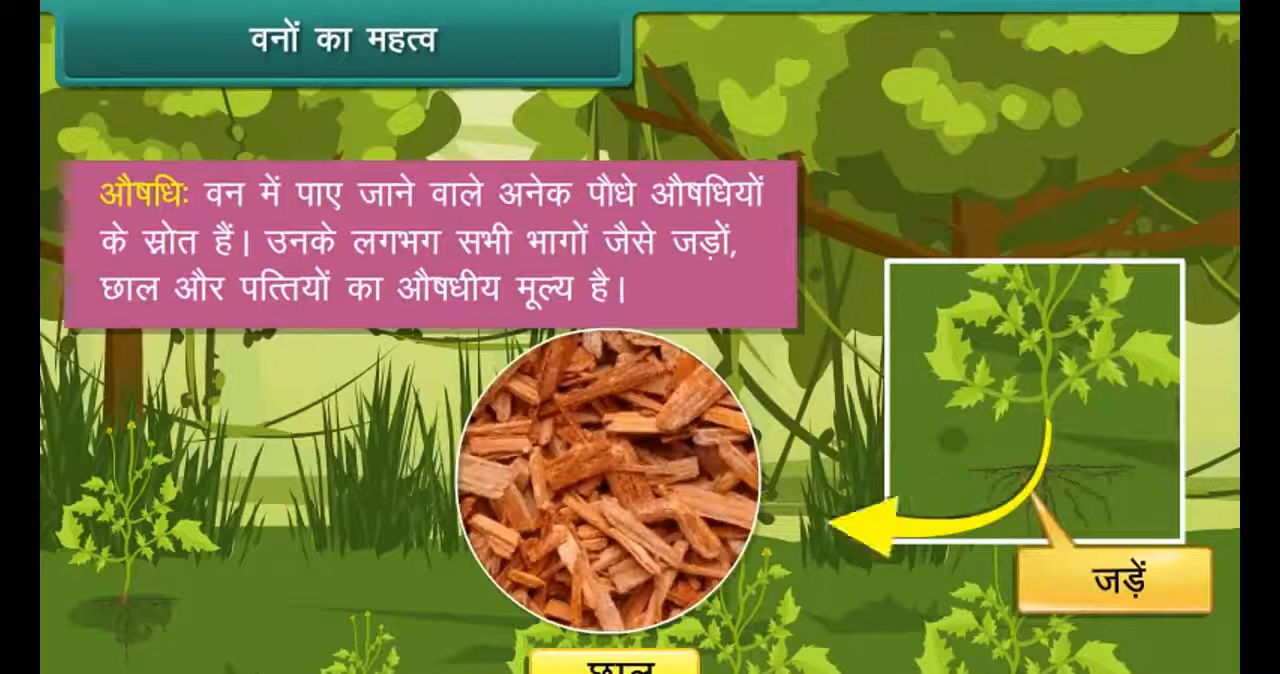 वनों का महत्व
औषधिः वन में पाए जाने वाले अनेक पौधे औषधियों
के स्रोत हैं। उनके लगभग सभी भागों जैसे जड़ों,
छाल और पत्तियों का औषधीय मूल्य है।
जड़ें
छाल